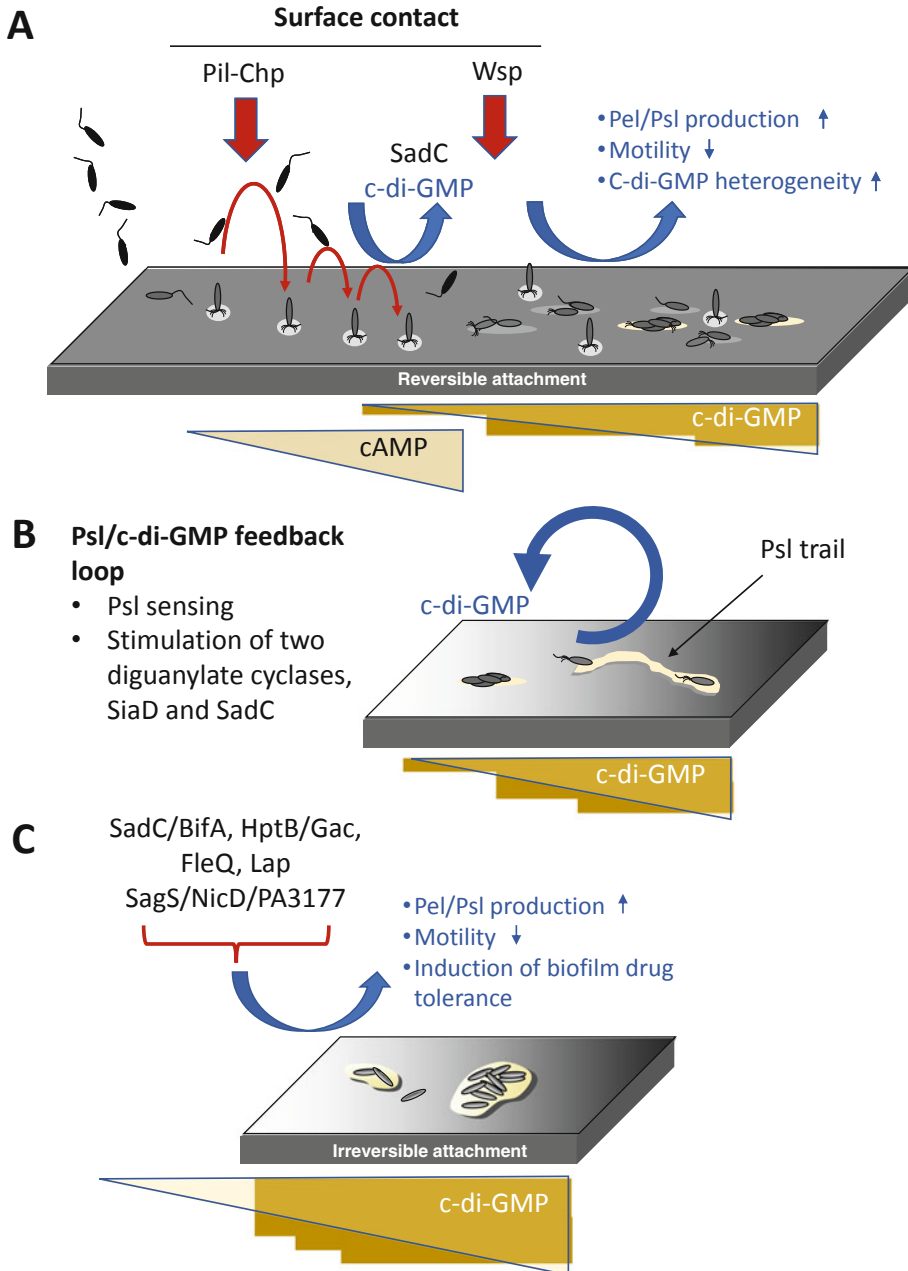 A
Surface contact
Pil-Chp
Wsp
SadC
c-di-GMP
• Pel/Psl production ↑
• Motility ↓
• C-di-GMP heterogeneity ↑
Reversible attachment
cAMP
c-di-GMP
B
Psl/c-di-GMP feedback
loop
• Psl sensing
• Stimulation of two
diguanylate cyclases,
SiaD and SadC
c-di-GMP
Psl trail
c-di-GMP
C
SadC/BifA, HptB/Gac,
FleQ, Lap
SagS/NicD/PA3177
• Pel/Psl production ↑
• Motility ↓
• Induction of biofilm drug
tolerance
Irreversible attachment
c-di-GMP